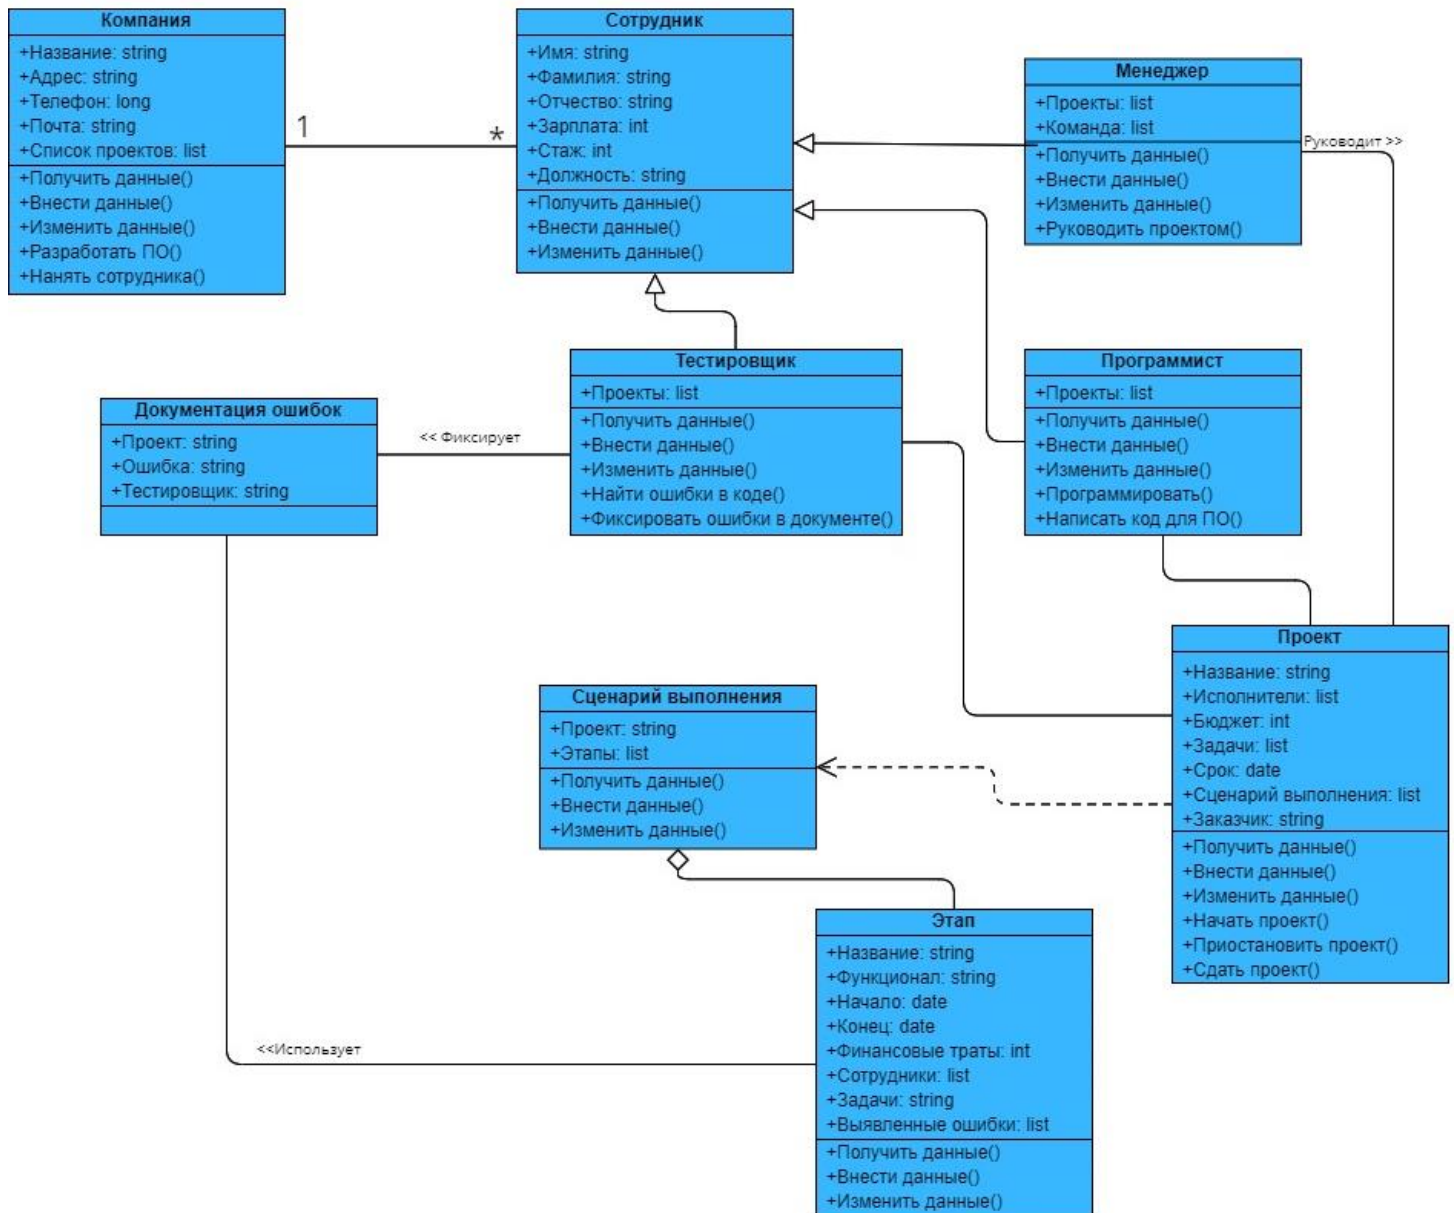 Компания
+Название: string
+Адрес: string
+Телефон: long
+Почта: string
+Список проектов: list
+Получить данные()
+Внести данные()
+Изменить данные()
+Разработать ПО()
+Нанять сотрудника()
1
*
Сотрудник
+Имя: string
+Фамилия: string
+Отчество: string
+Зарплата: int
+Стаж: int
+Должность: string
+Получить данные()
+Внести данные()
+Изменить данные()
Менеджер
+Проекты: list
+Команда: list
+Получить данные()
+Внести данные()
+Изменить данные()
+Руководить проектом()
Руководит >>
Документация ошибок
+Проект: string
+Ошибка: string
+Тестировщик: string
<< Фиксирует
Тестировщик
+Проекты: list
+Получить данные()
+Внести данные()
+Изменить данные()
+Найти ошибки в коде()
+Фиксировать ошибки в документе()
Программист
+Проекты: list
+Получить данные()
+Внести данные()
+Изменить данные()
+Программировать()
+Написать код для ПО()
Сценарий выполнения
+Проект: string
+Этапы: list
+Получить данные()
+Внести данные()
+Изменить данные()
Проект
+Название: string
+Исполнители: list
+Бюджет: int
+Задачи: list
+Срок: date
+Сценарий выполнения: list
+Заказчик: string
+Получить данные()
+Внести данные()
+Изменить данные()
+Начать проект()
+Приостановить проект()
+Сдать проект()
<<Использует
Этап
+Название: string
+Функционал: string
+Начало: date
+Конец: date
+Финансовые траты: int
+Сотрудники: list
+Задачи: string
+Выявленные ошибки: list
+Получить данные()
+Внести данные()
+Изменить данные()